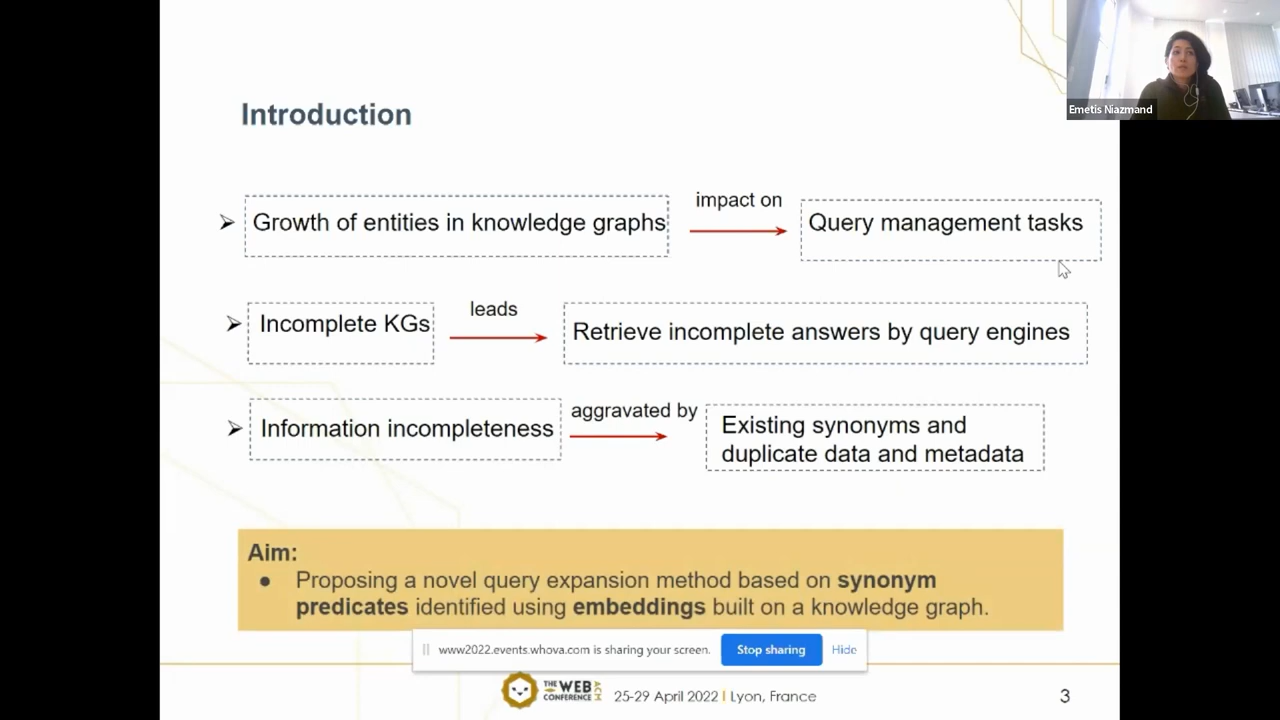 Emetis Niazmand
Introduction
➢ Growth of entities in knowledge graphs
impact on
Query management tasks
➢ Incomplete KGs
leads
Retrieve incomplete answers by query engines
➢ Information incompleteness
aggravated by
Existing synonyms and
duplicate data and metadata
Aim:
● Proposing a novel query expansion method based on synonym
predicates identified using embeddings built on a knowledge graph.
www2022.events.whova.com is sharing your screen.
Stop sharing
Hide
THE WEB
CONFERENCE
ACM
25-29 April 2022 I Lyon, France
3